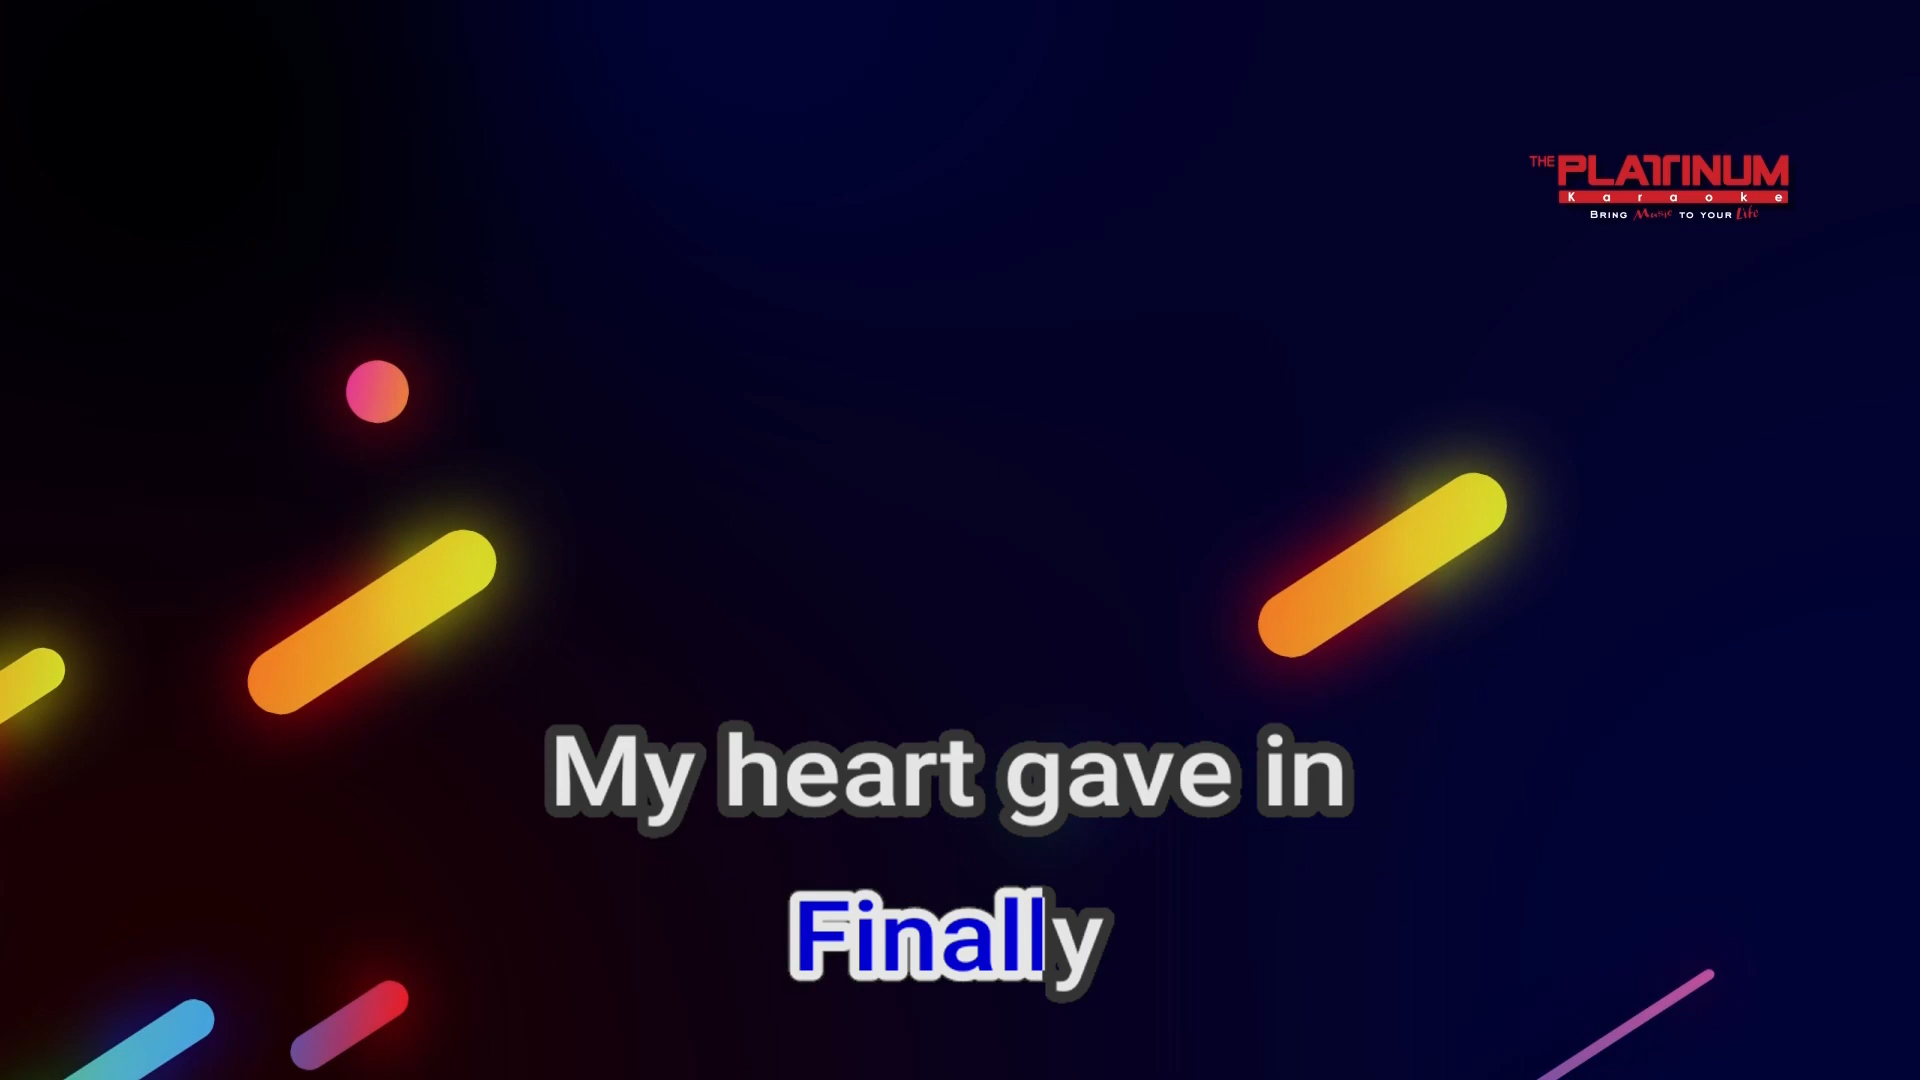 THE PLATINUM
Karaoke
BRING Music TO YOUR Life
My heart gave in
Finally